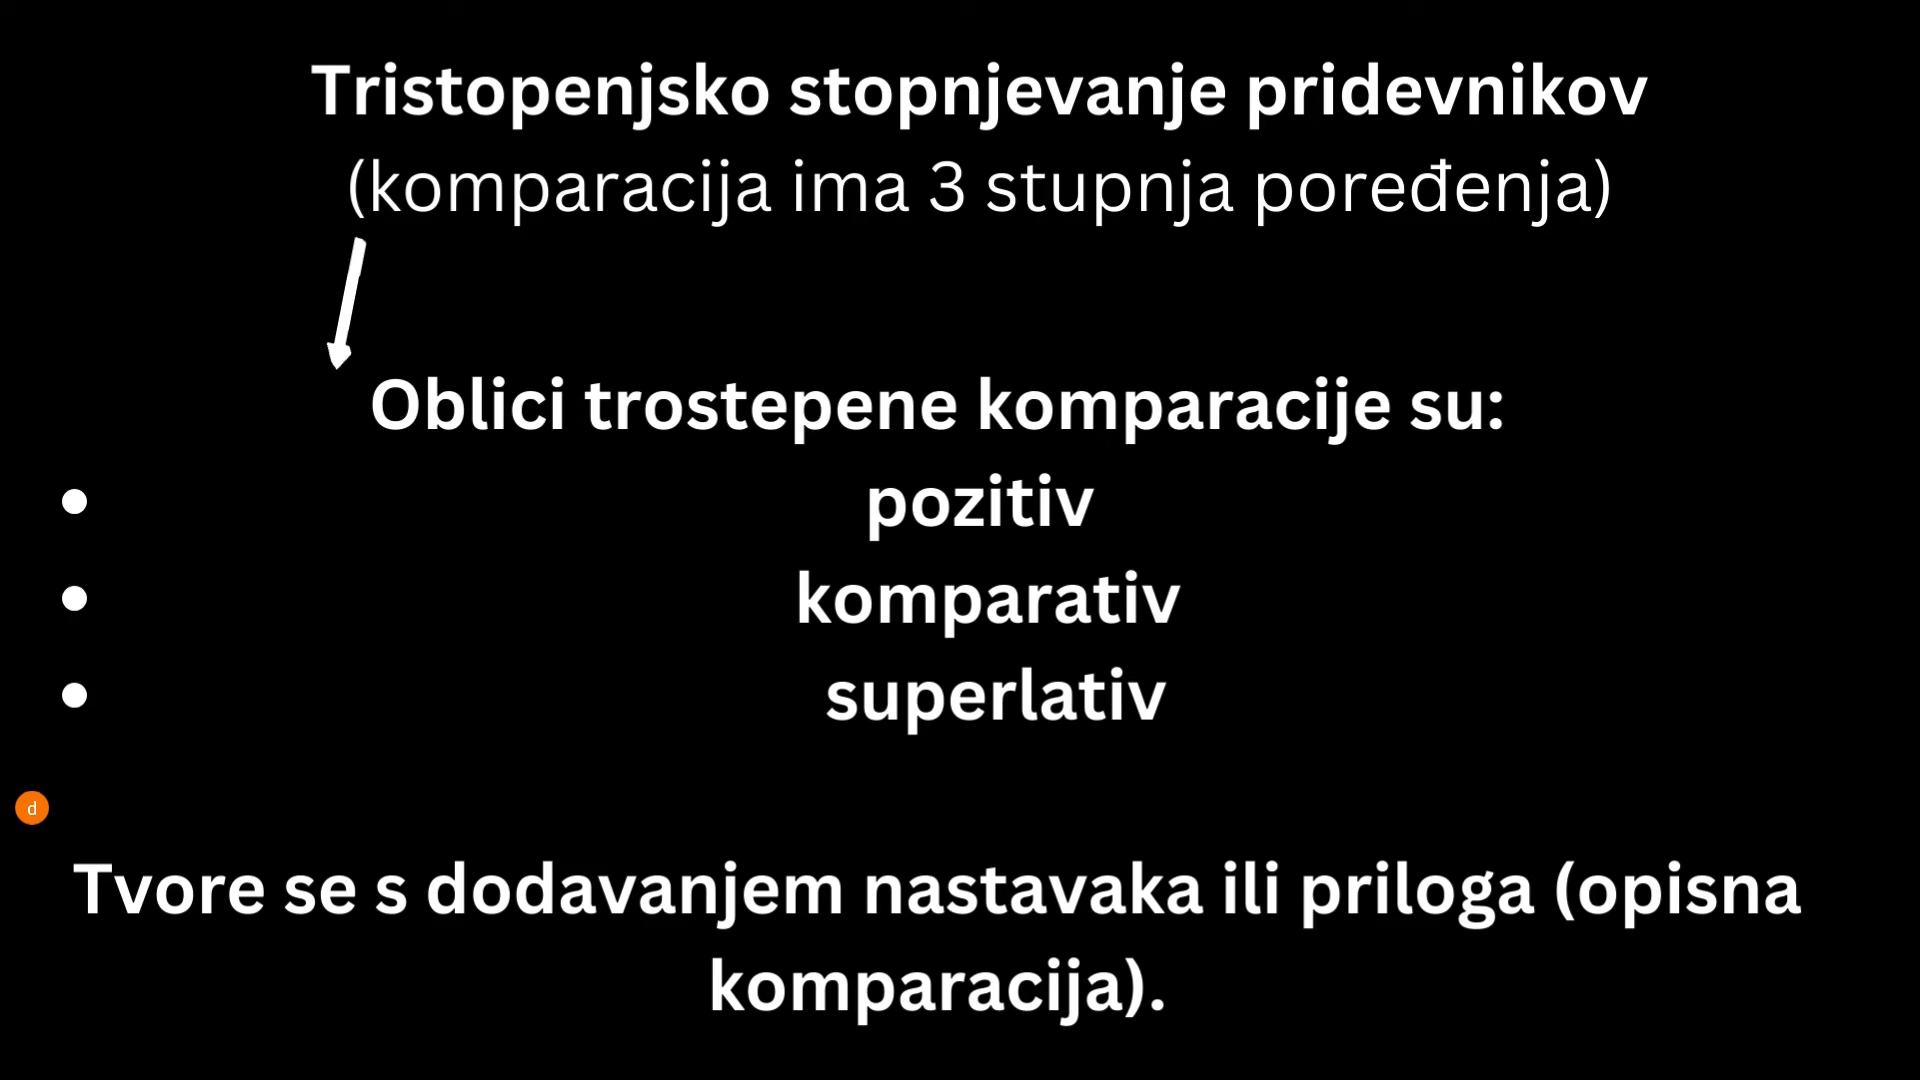 Tristopenjsko stopnjevanje pridevnikov
(komparacija ima 3 stupnja poređenja)
Oblici trostepene komparacije su:
• pozitiv
• komparativ
• superlativ
d
Tvore se s dodavanjem nastavaka ili priloga (opisna
komparacija).